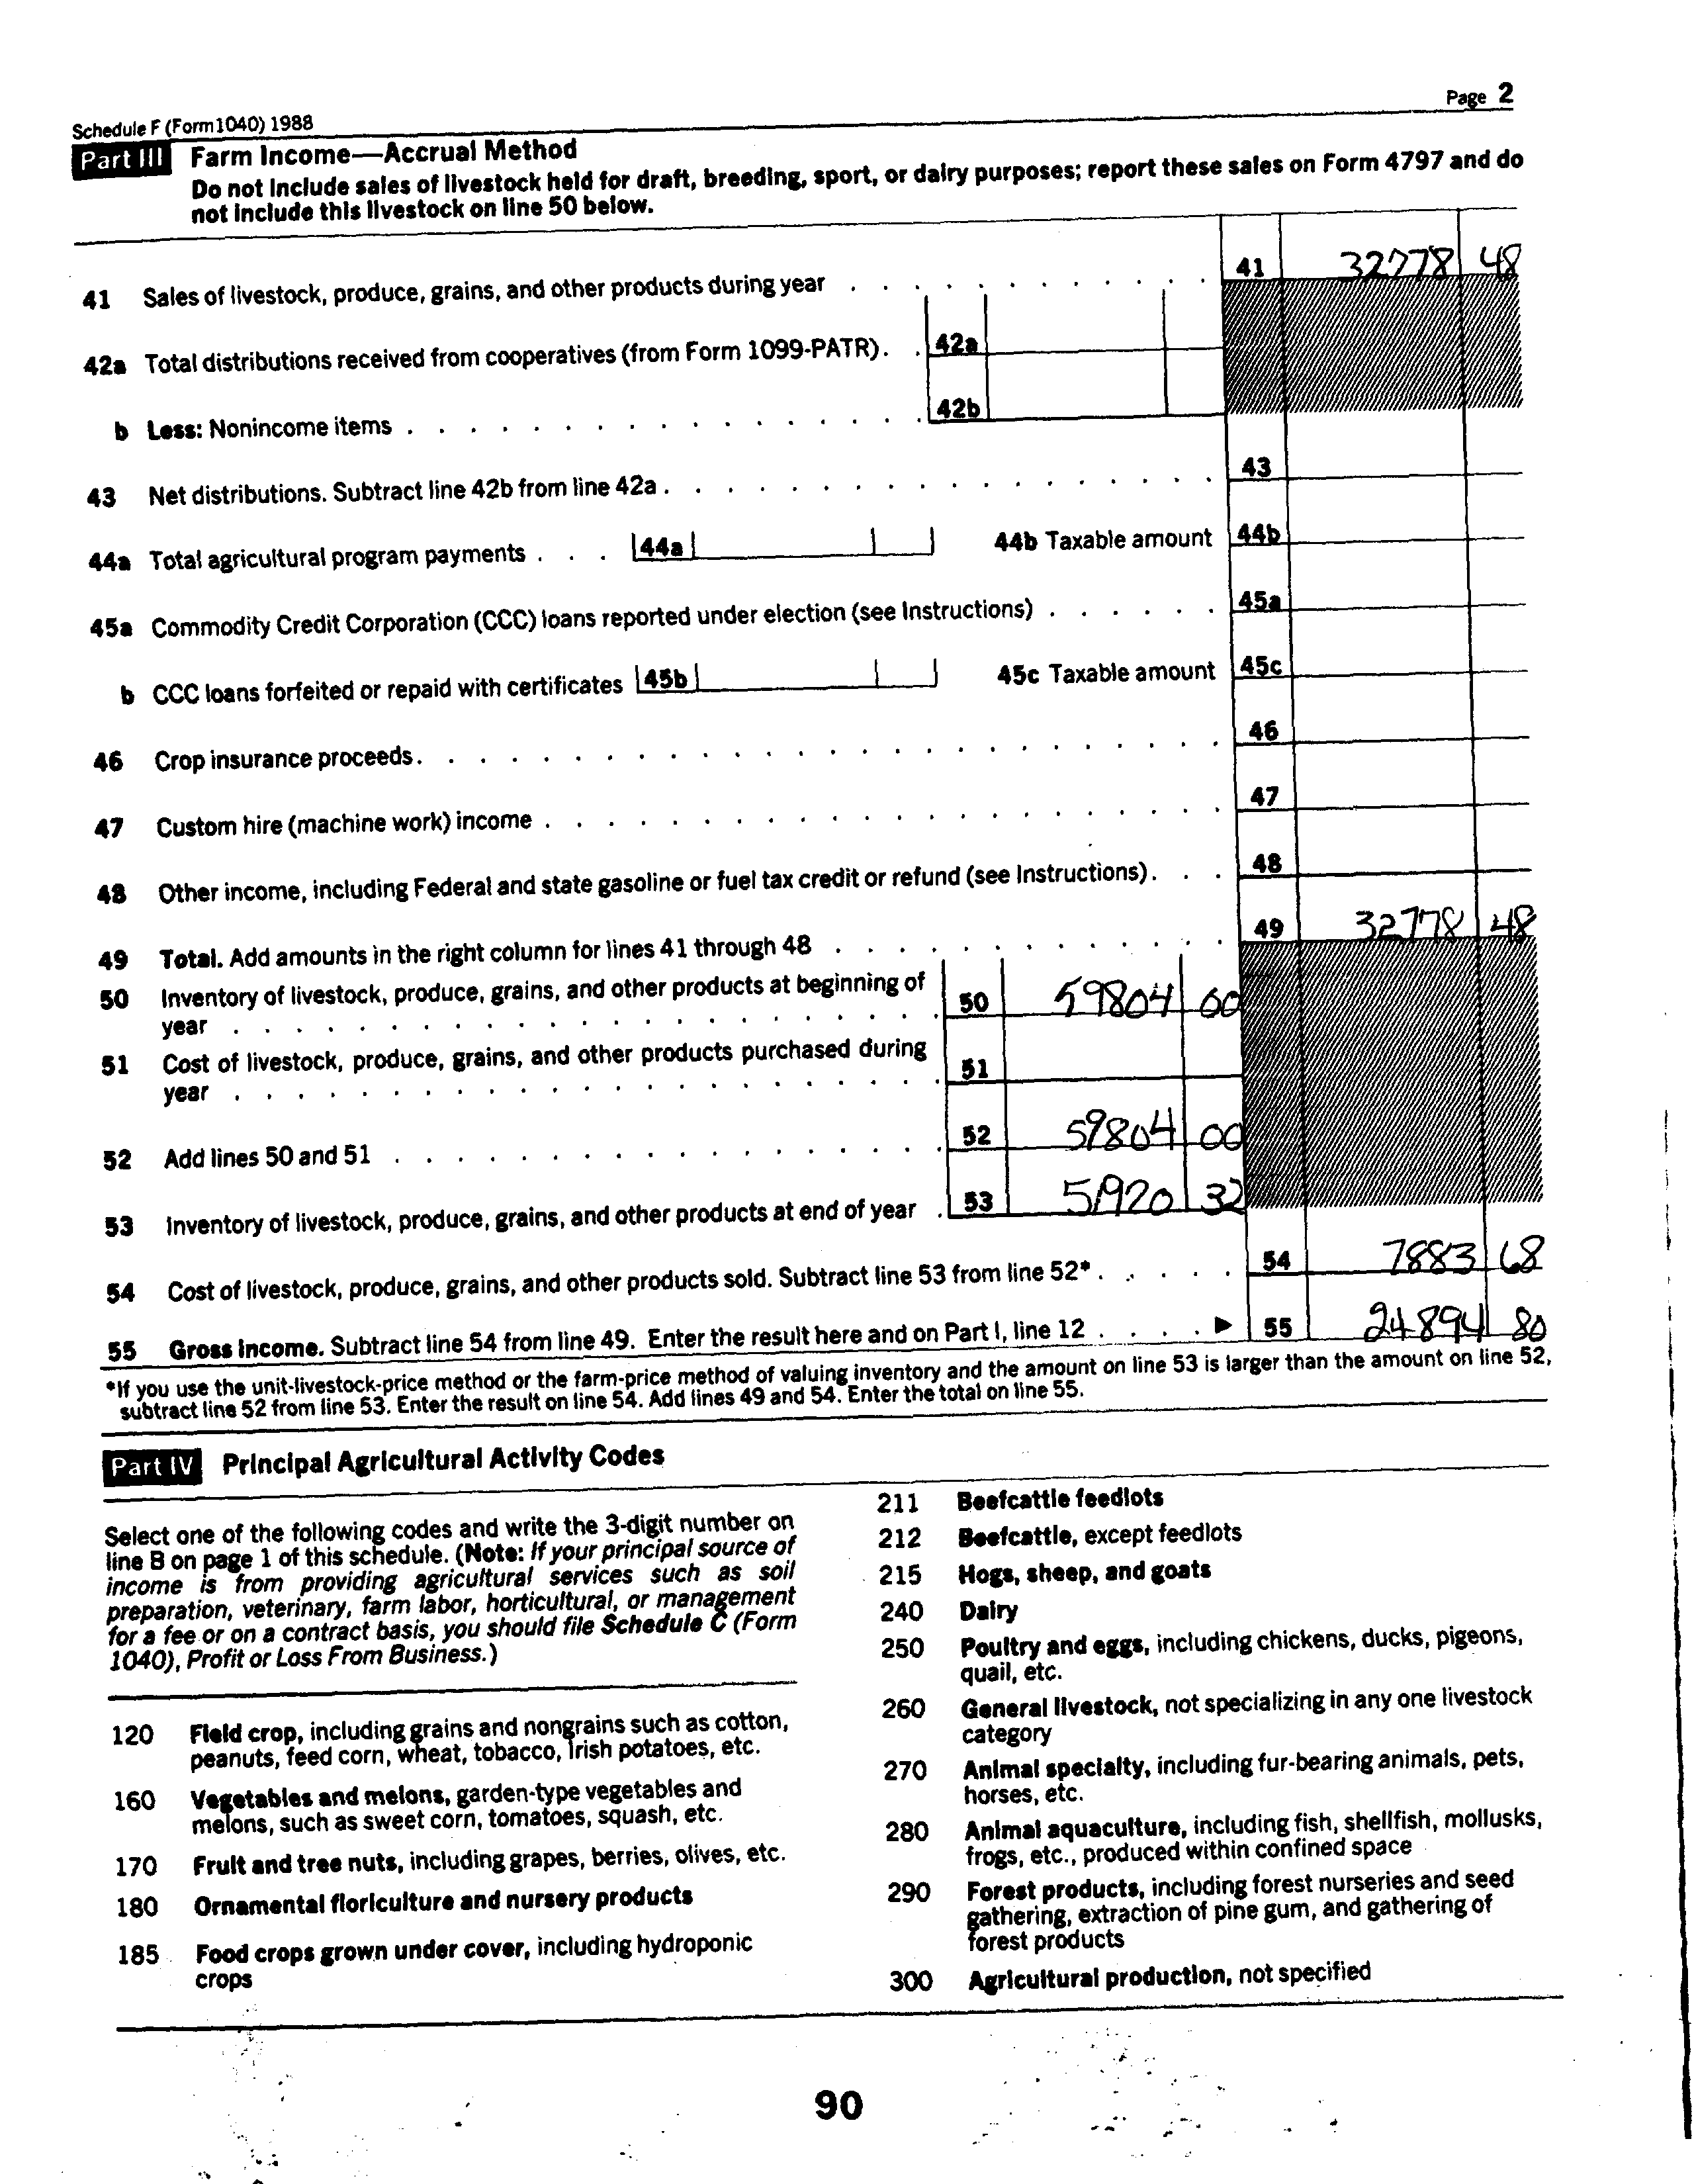 Schedule F (Form 1040) 1988 Page 2
Part III Farm Income—Accrual Method
Do not include sales of livestock held for draft, breeding, sport, or dairy purposes; report these sales on Form 4797 and do
not include this livestock on line 50 below.
41 Sales of livestock, produce, grains, and other products during year . . . . . . . . . . . . 41 32778 48
42a Total distributions received from cooperatives (from Form 1099-PATR). . 42a
b Less: Nonincome items . . . . . . . . . . . . . . . . . 42b
43 Net distributions. Subtract line 42b from line 42a . . . . . . . . . . . . . . . . . . 43
44a Total agricultural program payments . . . 44a 44b Taxable amount 44b
45a Commodity Credit Corporation (CCC) loans reported under election (see Instructions) . . . . . . 45a
b CCC loans forfeited or repaid with certificates 45b 45c Taxable amount 45c
46 Crop insurance proceeds. . . . . . . . . . . . . . . . . . . . . . . . . . 46
47 Custom hire (machine work) income . . . . . . . . . . . . . . . . . . . . . . 47
48 Other income, including Federal and state gasoline or fuel tax credit or refund (see Instructions). . . 48
49 Total. Add amounts in the right column for lines 41 through 48 . . . . . . . . . . . . . 49 32778 48
50 Inventory of livestock, produce, grains, and other products at beginning of
year . . . . . . . . . . . . . . . . . . . . . . . 50 59804 00
51 Cost of livestock, produce, grains, and other products purchased during
year . . . . . . . . . . . . . . . . . . . . . . . 51
52 Add lines 50 and 51 . . . . . . . . . . . . . . . . . . 52 59804 00
53 Inventory of livestock, produce, grains, and other products at end of year . 53 51920 32
54 Cost of livestock, produce, grains, and other products sold. Subtract line 53 from line 52* . . . . . 54 7883 68
55 Gross Income. Subtract line 54 from line 49. Enter the result here and on Part I, line 12 . . . . ▶ 55 24894 80
*If you use the unit-livestock-price method or the farm-price method of valuing inventory and the amount on line 53 is larger than the amount on line 52,
subtract line 52 from line 53. Enter the result on line 54. Add lines 49 and 54. Enter the total on line 55.
Part IV Principal Agricultural Activity Codes
Select one of the following codes and write the 3-digit number on
line B on page 1 of this schedule. (Note: If your principal source of
income is from providing agricultural services such as soil
preparation, veterinary, farm labor, horticultural, or management
for a fee or on a contract basis, you should file Schedule C (Form
1040), Profit or Loss From Business.)
120 Field crop, including grains and nongrains such as cotton,
peanuts, feed corn, wheat, tobacco, Irish potatoes, etc.
160 Vegetables and melons, garden-type vegetables and
melons, such as sweet corn, tomatoes, squash, etc.
170 Fruit and tree nuts, including grapes, berries, olives, etc.
180 Ornamental floriculture and nursery products
185 Food crops grown under cover, including hydroponic
crops
211 Beefcattle feedlots
212 Beefcattle, except feedlots
215 Hogs, sheep, and goats
240 Dairy
250 Poultry and eggs, including chickens, ducks, pigeons,
quail, etc.
260 General livestock, not specializing in any one livestock
category
270 Animal specialty, including fur-bearing animals, pets,
horses, etc.
280 Animal aquaculture, including fish, shellfish, mollusks,
frogs, etc., produced within confined space
290 Forest products, including forest nurseries and seed
gathering, extraction of pine gum, and gathering of
forest products
300 Agricultural production, not specified
90